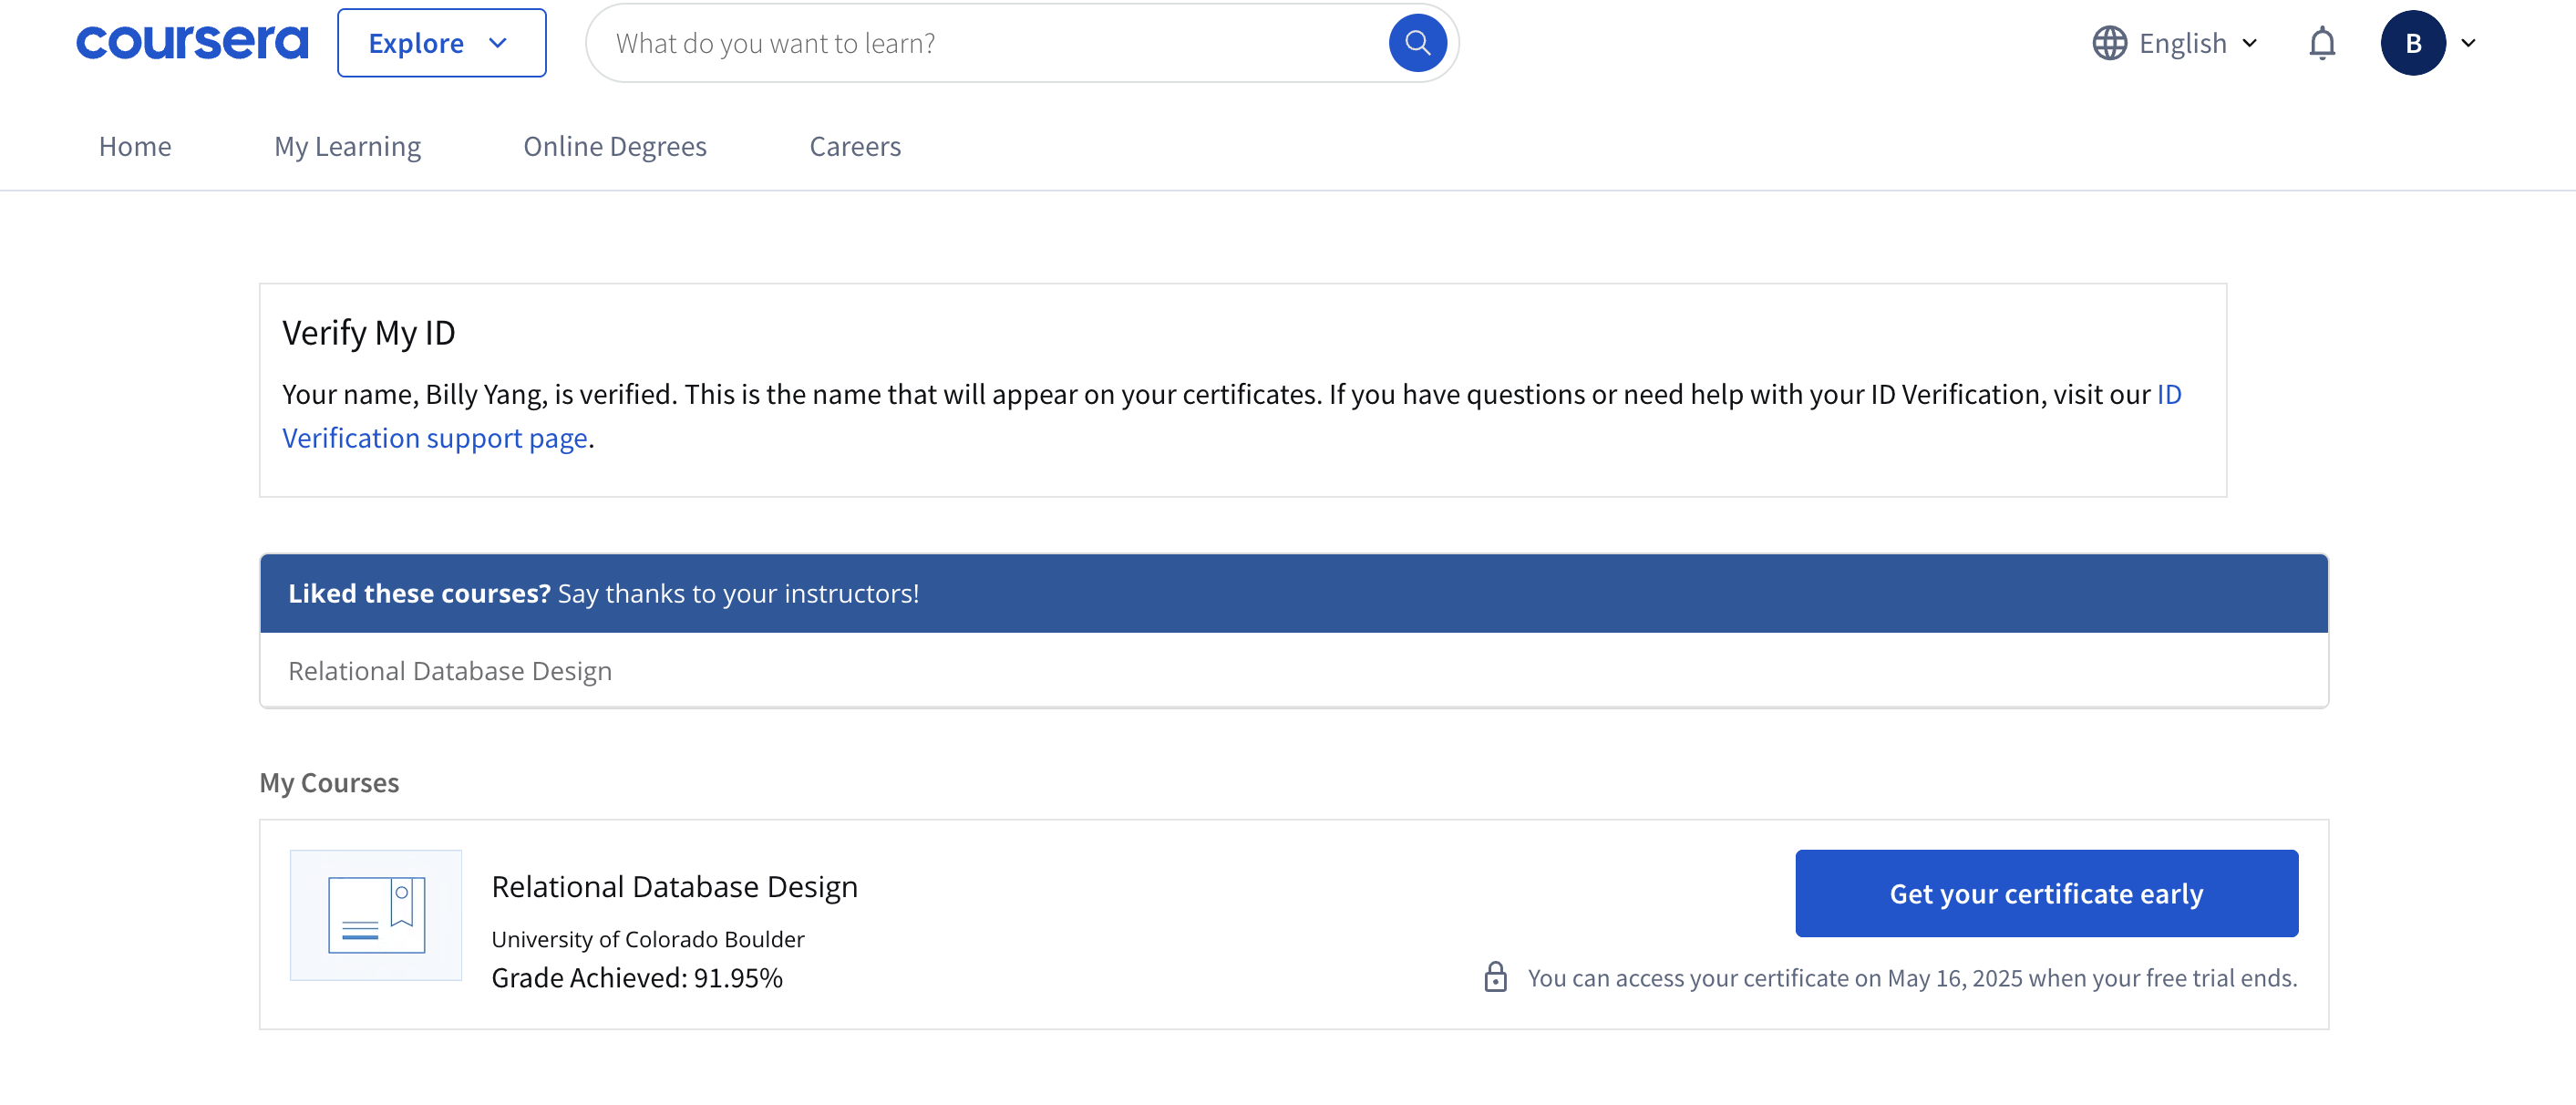 coursera
Explore
What do you want to learn?
English
B
Home
My Learning
Online Degrees
Careers
Verify My ID
Your name, Billy Yang, is verified. This is the name that will appear on your certificates. If you have questions or need help with your ID Verification, visit our ID
Verification support page.
Liked these courses? Say thanks to your instructors!
Relational Database Design
My Courses
Relational Database Design
University of Colorado Boulder
Grade Achieved: 91.95%
Get your certificate early
You can access your certificate on May 16, 2025 when your free trial ends.